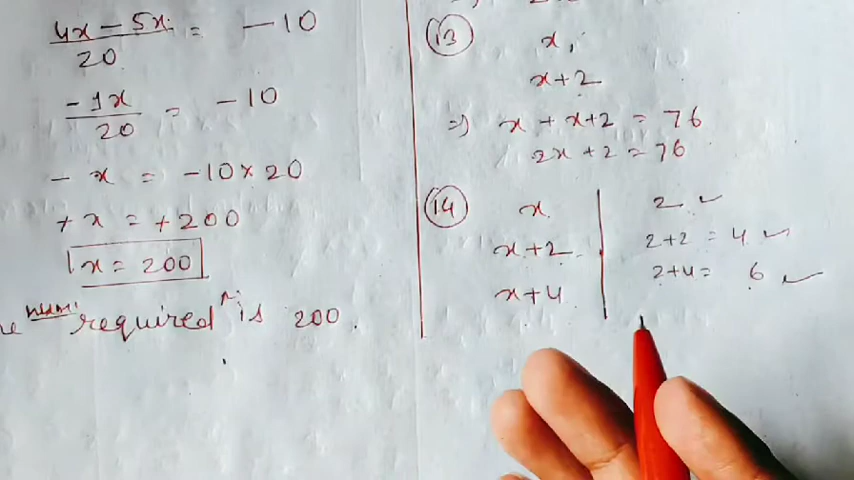 4x - 5x = -10
20
-1x = -10
20
- x = -10 x 20
+ x = +200
x = 200
required is 200.
13
x,
x+2
=) x + x+2 = 76
2x + 2 = 76
14
x
x+2
x+4
2 ✓
2+2 = 4 ✓
2+4 = 6 ✓